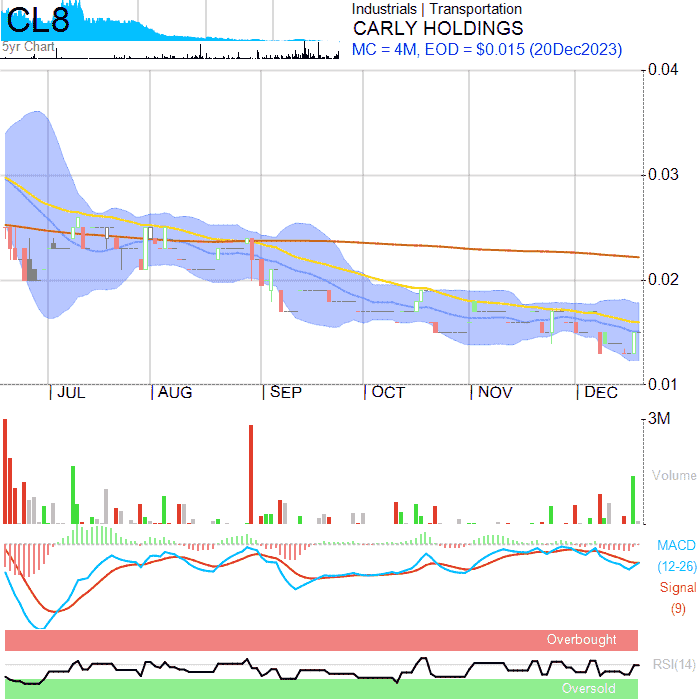 CL8
Industrials | Transportation
CARLY HOLDINGS
MC = 4M, EOD = $0.015 (20Dec2023)
5yr Chart
0.04
0.03
0.02
0.01
JUL
AUG
SEP
OCT
NOV
DEC
3M
Volume
MACD
(12-26)
Signal
(9)
Overbought
RSI(14)
Oversold